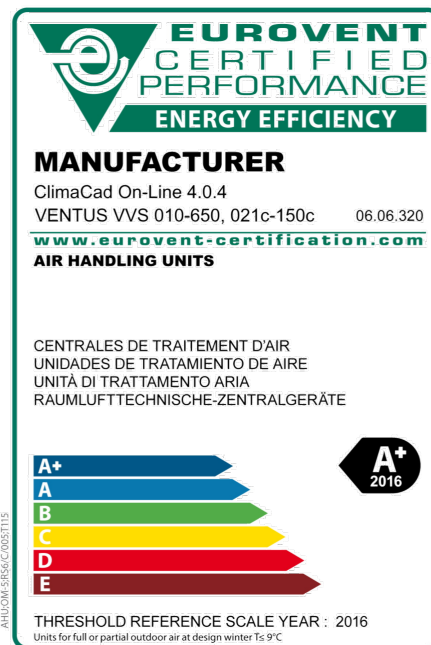 EUROVENT
CERTIFIED
PERFORMANCE
ENERGY EFFICIENCY
MANUFACTURER
ClimaCad On-Line 4.0.4
VENTUS VVS 010-650, 021c-150c 06.06.320
www.eurovent-certification.com
AIR HANDLING UNITS
CENTRALES DE TRAITEMENT D'AIR
UNIDADES DE TRATAMIENTO DE AIRE
UNITÀ DI TRATTAMENTO ARIA
RAUMLUFTTECHNISCHE-ZENTRALGERÄTE
A+
A
B
C
D
E
A+
2016
THRESHOLD REFERENCE SCALE YEAR : 2016
Units for full or partial outdoor air at design winter T≤ 9°C
AHU:OM-5:RS6/C/005:T115